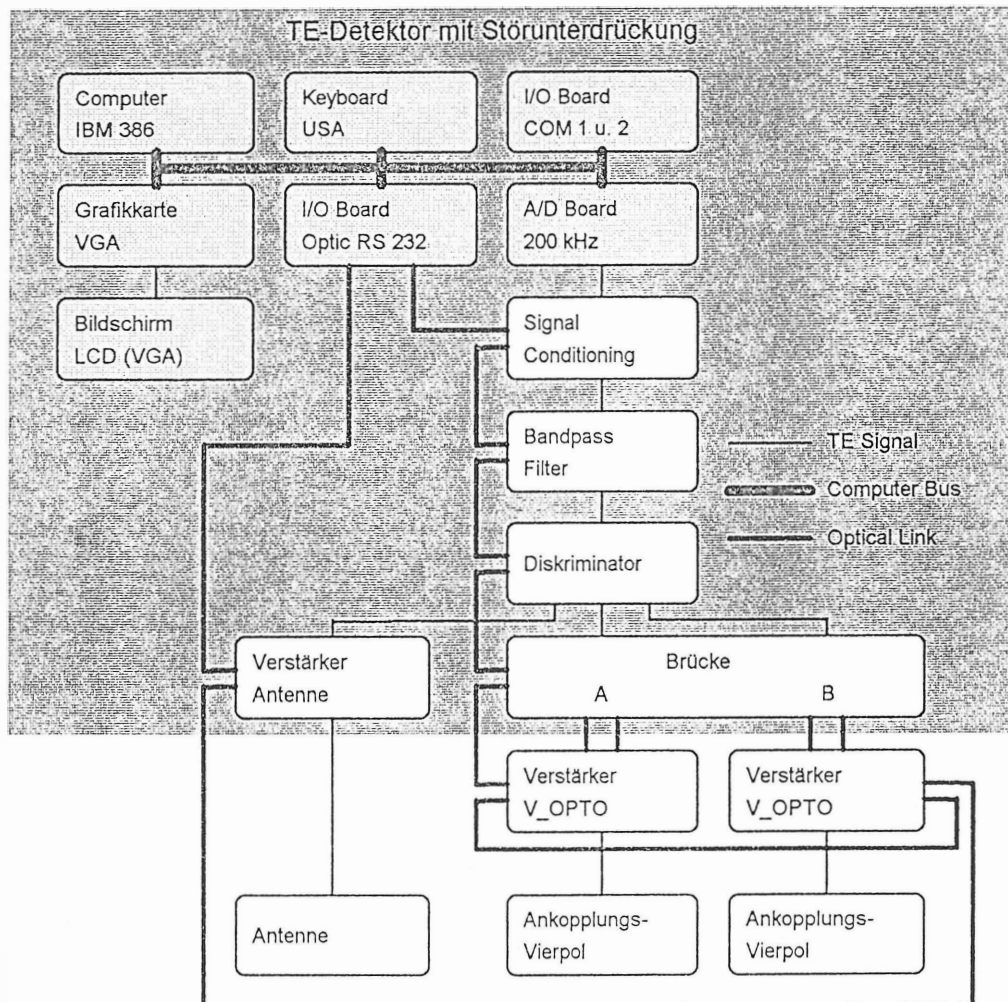 TE-Detektor mit Störunterdrückung
Computer
IBM 386
Keyboard
USA
I/O Board
COM 1 u. 2
Grafikkarte
VGA
I/O Board
Optic RS 232
A/D Board
200 kHz
Bildschirm
LCD (VGA)
Signal
Conditioning
Bandpass
Filter
TE Signal
Computer Bus
Optical Link
Diskriminator
Verstärker
Antenne
Brücke
A
B
Verstärker
V_OPTO
Verstärker
V_OPTO
Antenne
Ankopplungs-
Vierpol
Ankopplungs-
Vierpol